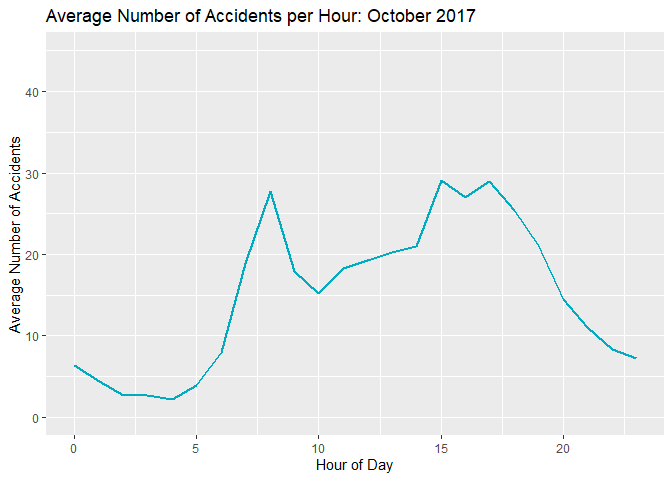 Average Number of Accidents per Hour: October 2017
Average Number of Accidents
40
30
20
10
0
0 5 10 15 20
Hour of Day